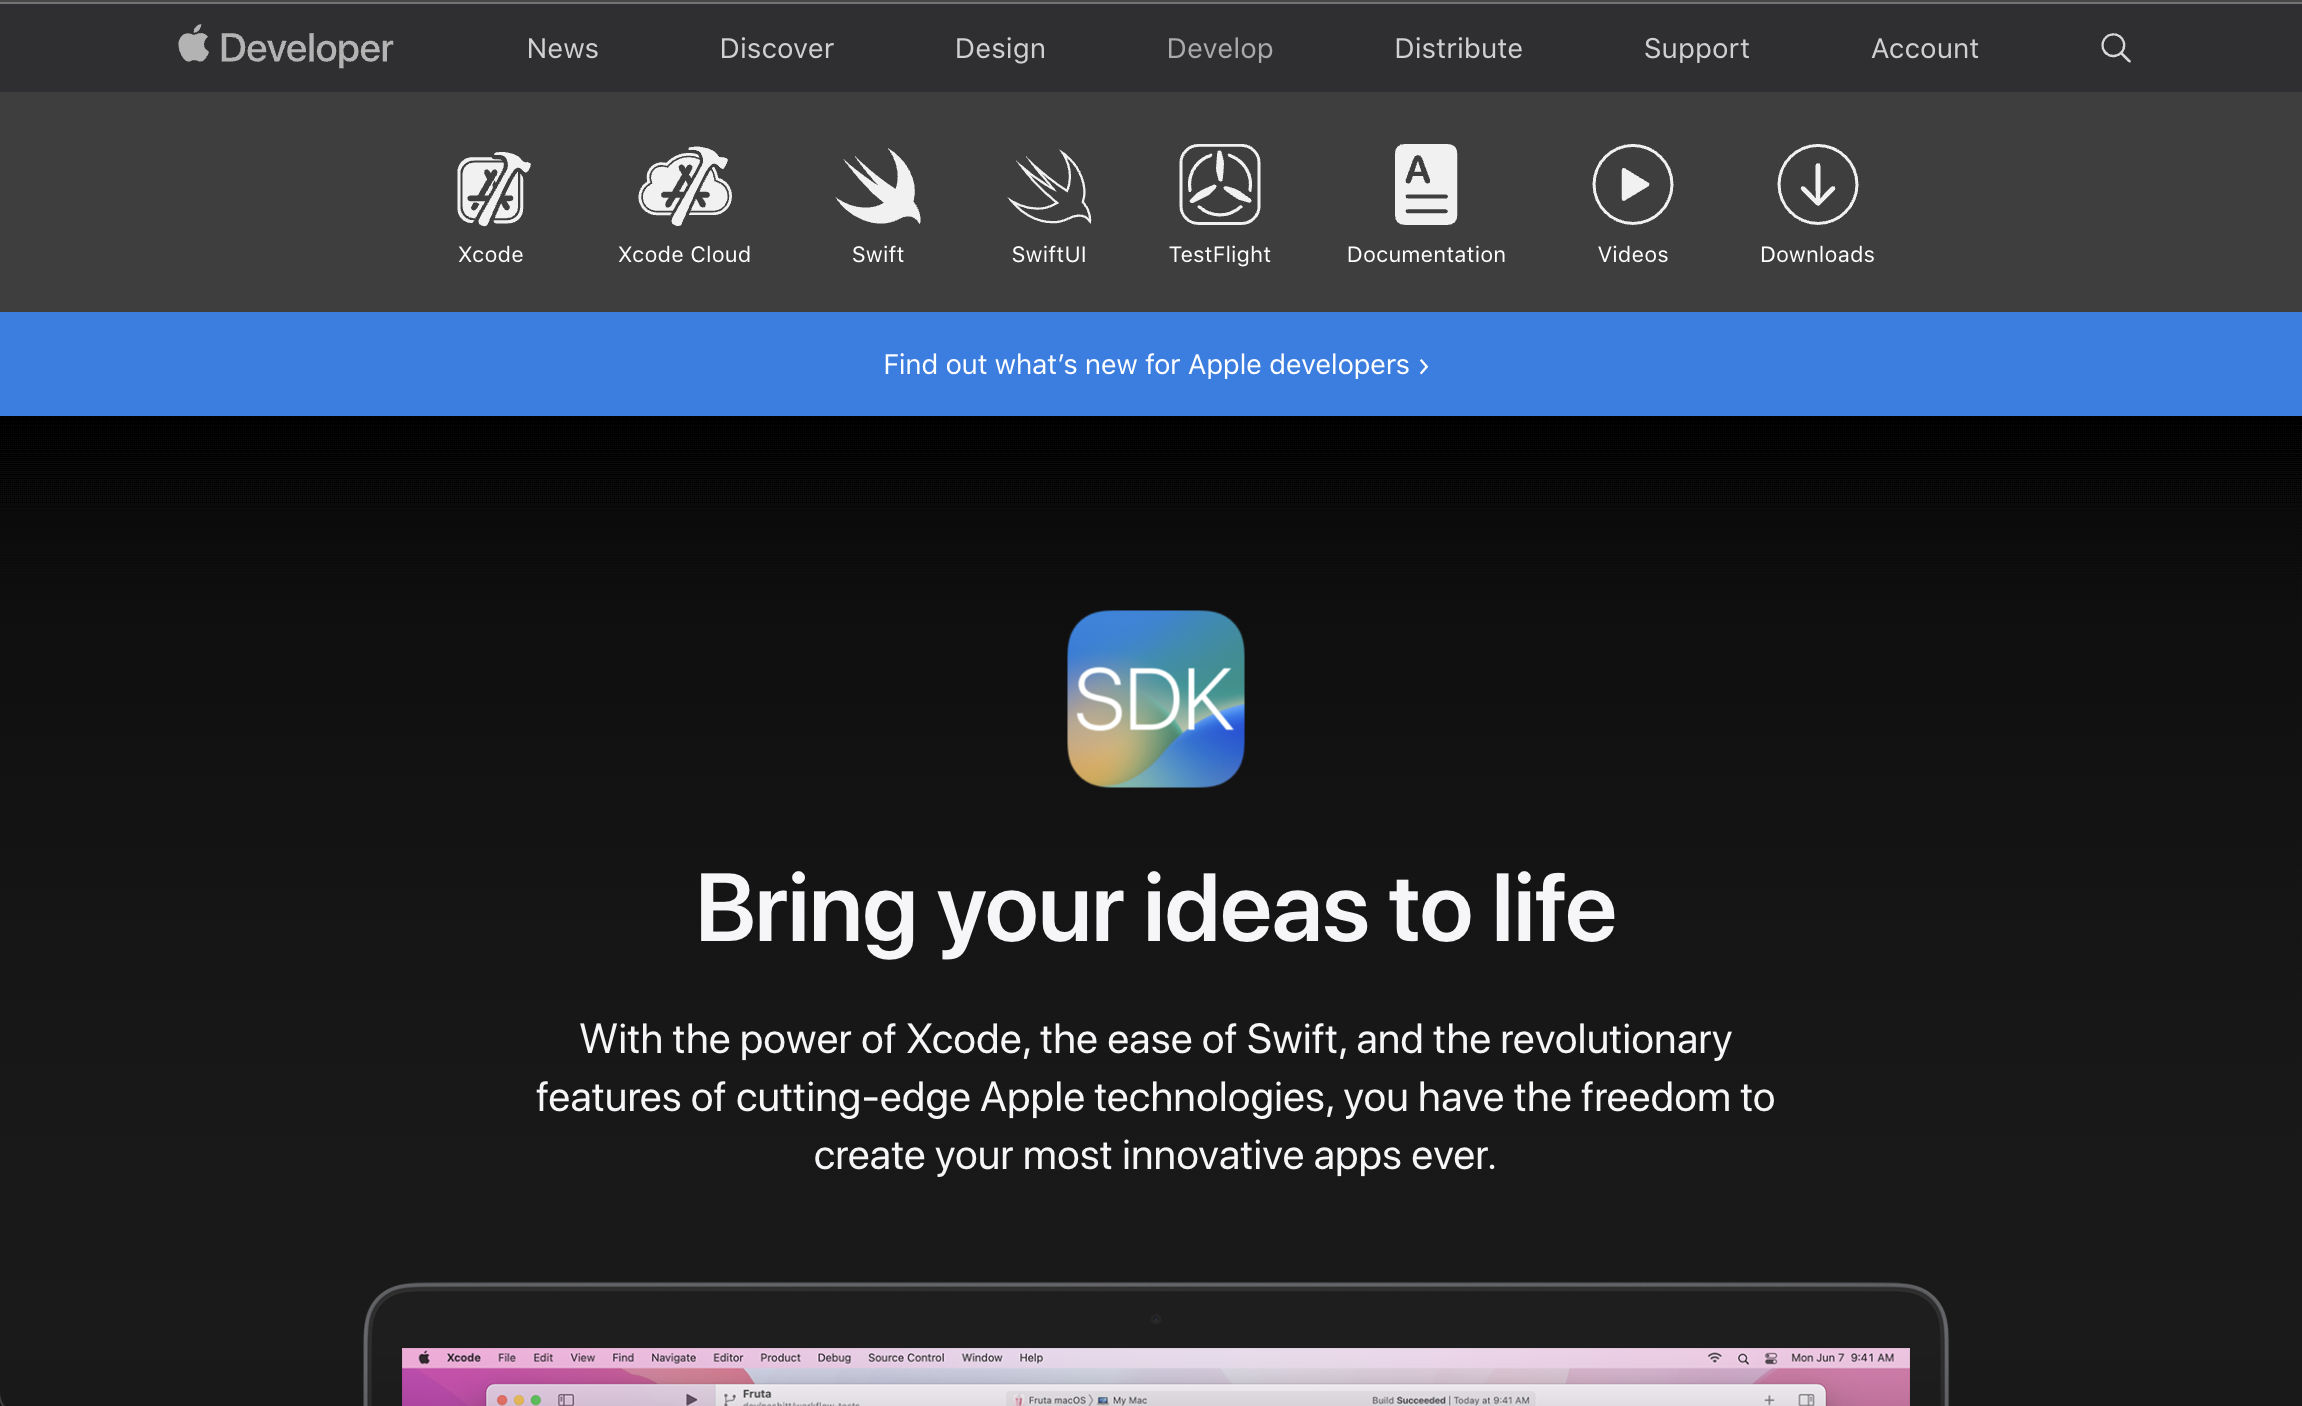 Developer News Discover Design Develop Distribute Support Account
Xcode Xcode Cloud Swift SwiftUI TestFlight Documentation Videos Downloads
A
Find out what’s new for Apple developers ›
SDK
Bring your ideas to life
With the power of Xcode, the ease of Swift, and the revolutionary
features of cutting-edge Apple technologies, you have the freedom to
create your most innovative apps ever.
Xcode File Edit View Find Navigate Editor Product Debug Source Control Window Help Mon Jun 7 9:41 AM
Fruta
Fruta macOS 〉 My Mac Build Succeeded | Today at 9:41 AM